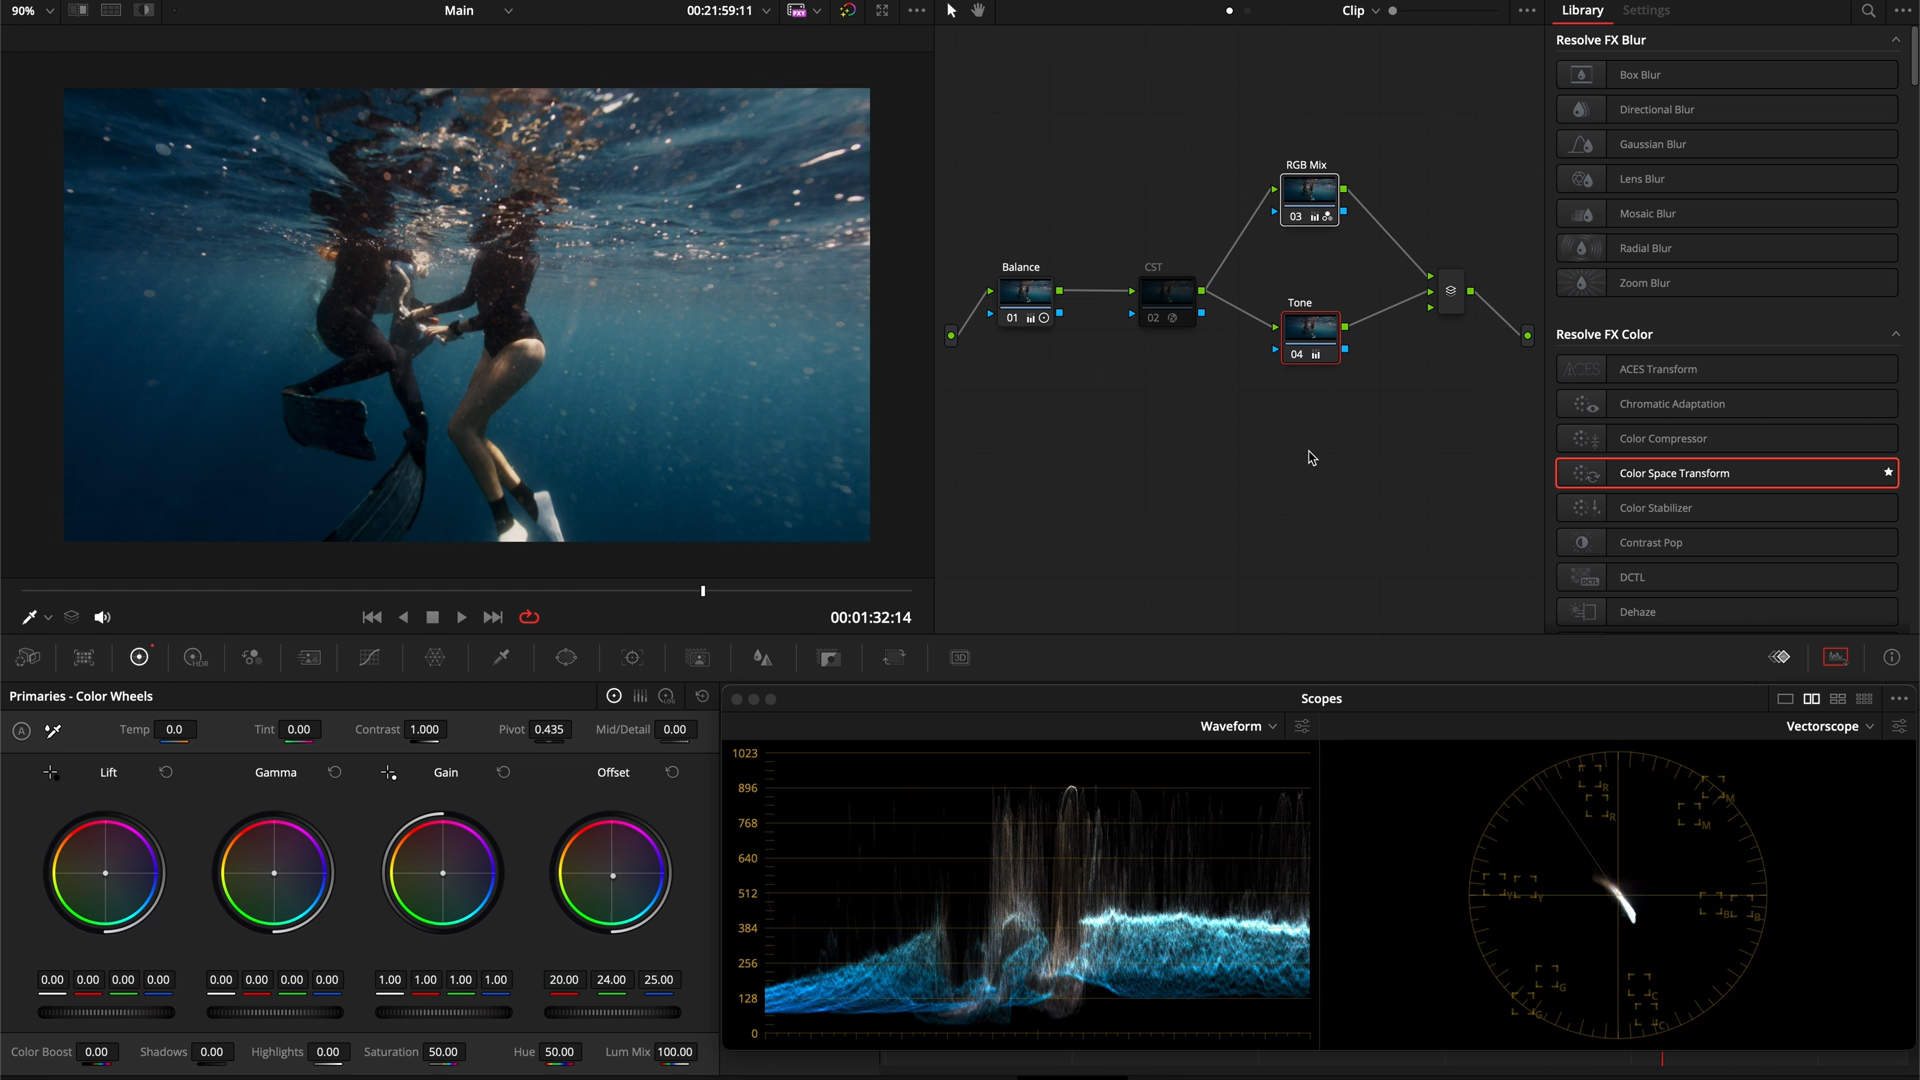 90%
Main
00:21:59:11
PXY
Clip
Library
Settings
Resolve FX Blur
Box Blur
Directional Blur
Gaussian Blur
Lens Blur
Mosaic Blur
Radial Blur
Zoom Blur
Resolve FX Color
ACES
ACES Transform
Chromatic Adaptation
Color Compressor
Color Space Transform
Color Stabilizer
Contrast Pop
DCTL
DCTL
Dehaze
RGB Mix
03
Balance
01
CST
02
Tone
04
00:01:32:14
HDR
3D
Primaries - Color Wheels
LOG
A
Temp 0.0
Tint 0.00
Contrast 1.000
Pivot 0.435
Mid/Detail 0.00
Lift
Gamma
Gain
Offset
0.00 0.00 0.00 0.00
0.00 0.00 0.00 0.00
1.00 1.00 1.00 1.00
20.00 24.00 25.00
Color Boost 0.00
Shadows 0.00
Highlights 0.00
Saturation 50.00
Hue 50.00
Lum Mix 100.00
Scopes
Waveform
Vectorscope
1023
896
768
640
512
384
256
128
0
R
R
M
M
Y
Y
B
B
G
G
C
C